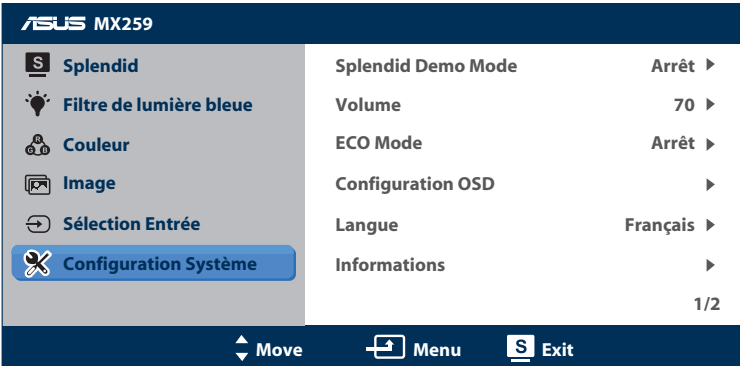 ASUS MX259
S Splendid
Filtre de lumière bleue
R G B Couleur
Image
Sélection Entrée
Configuration Système
Splendid Demo Mode Arrêt
Volume 70
ECO Mode Arrêt
Configuration OSD
Langue Français
Informations
1/2
Move Menu S Exit